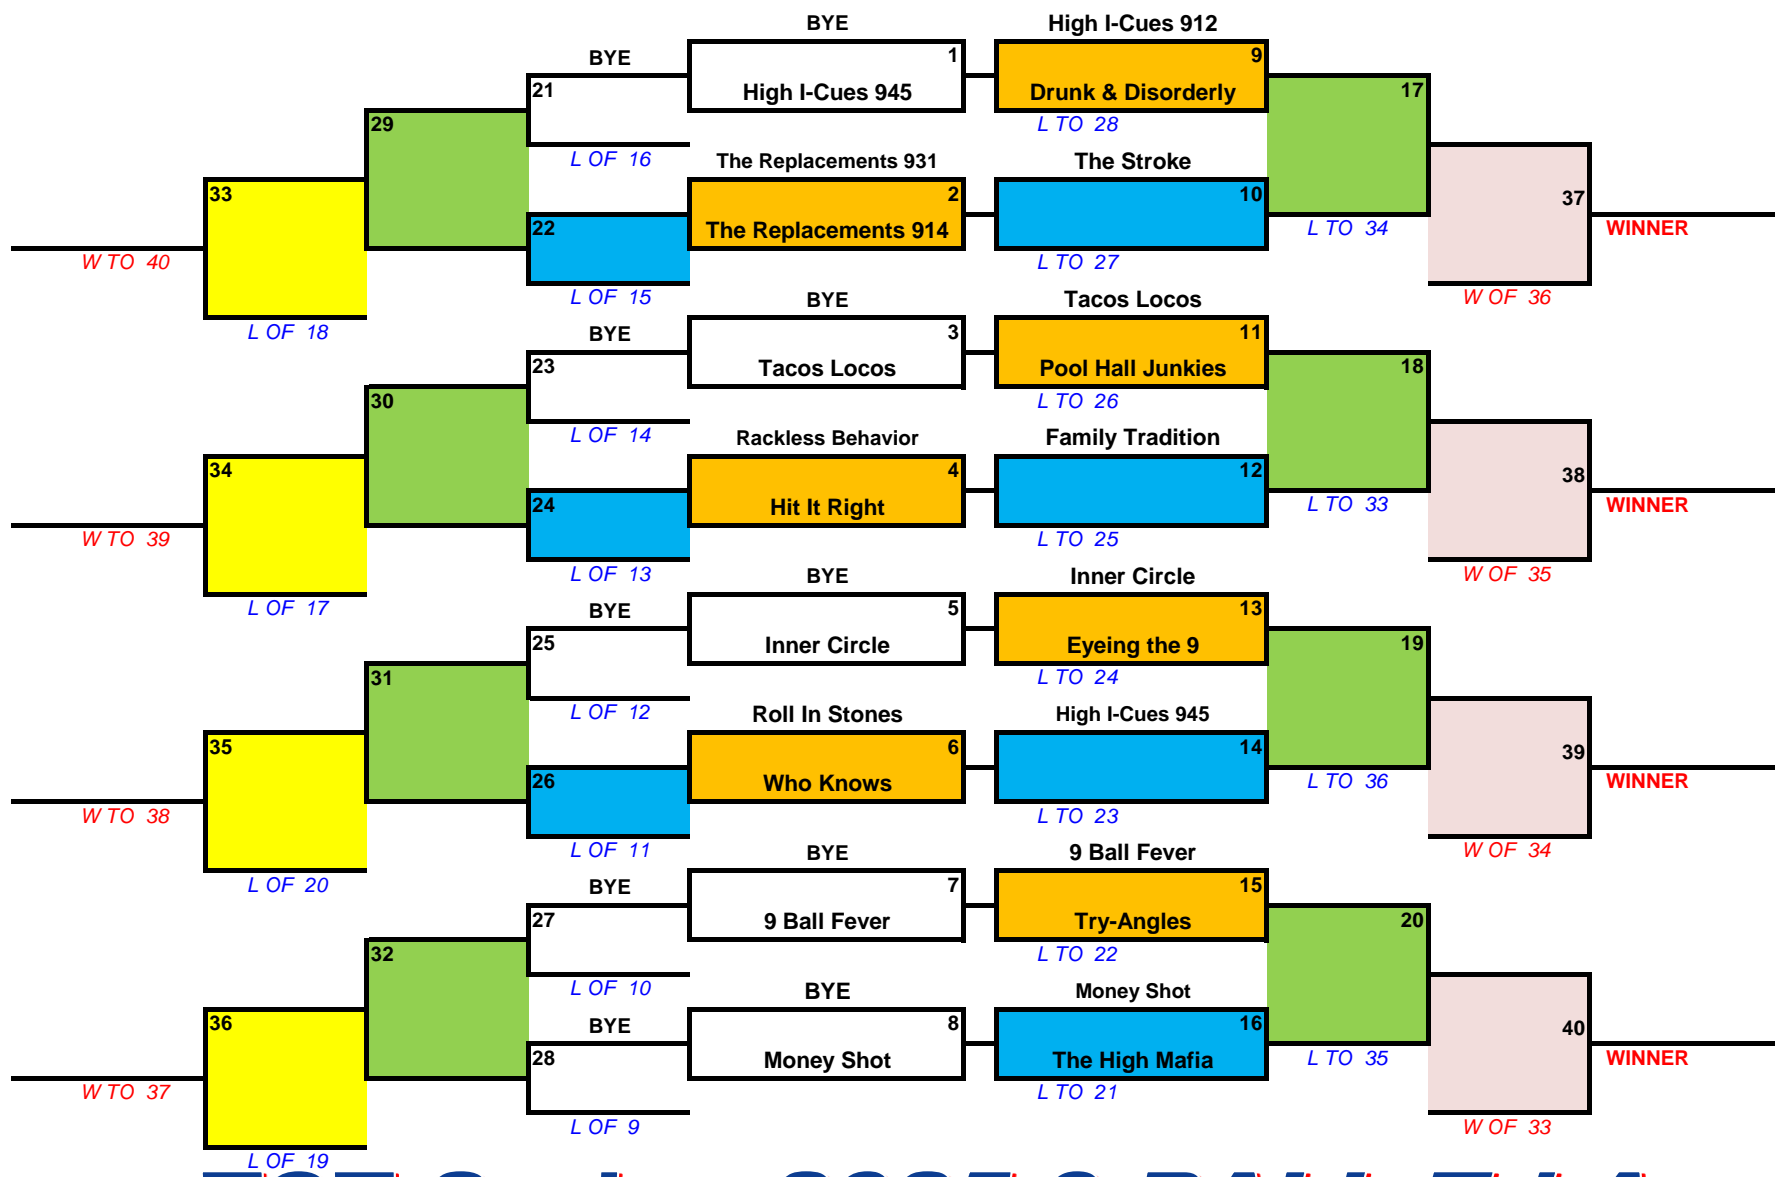 BYE High I-Cues 912
BYE 1 9
21 High I-Cues 945 Drunk & Disorderly 17
29 L TO 28
L OF 16 The Replacements 931 The Stroke
33 2 10 37
22 The Replacements 914 L TO 34 WINNER
W TO 40 L TO 27
L OF 15 BYE Tacos Locos W OF 36
L OF 18 BYE 3 11
23 Tacos Locos Pool Hall Junkies 18
30 L TO 26
L OF 14 Rackless Behavior Family Tradition
34 4 12 38
24 Hit It Right L TO 33 WINNER
W TO 39 L TO 25
L OF 13 BYE Inner Circle W OF 35
L OF 17 BYE 5 13
25 Inner Circle Eyeing the 9 19
31 L TO 24
L OF 12 Roll In Stones High I-Cues 945
35 6 14 39
26 Who Knows L TO 36 WINNER
W TO 38 L TO 23
L OF 11 BYE 9 Ball Fever W OF 34
L OF 20 BYE 7 15
27 9 Ball Fever Try-Angles 20
32 L TO 22
L OF 10 BYE Money Shot
36 BYE 8 16 40
28 Money Shot The High Mafia L TO 35 WINNER
W TO 37 L TO 21
L OF 9 W OF 33
L OF 19